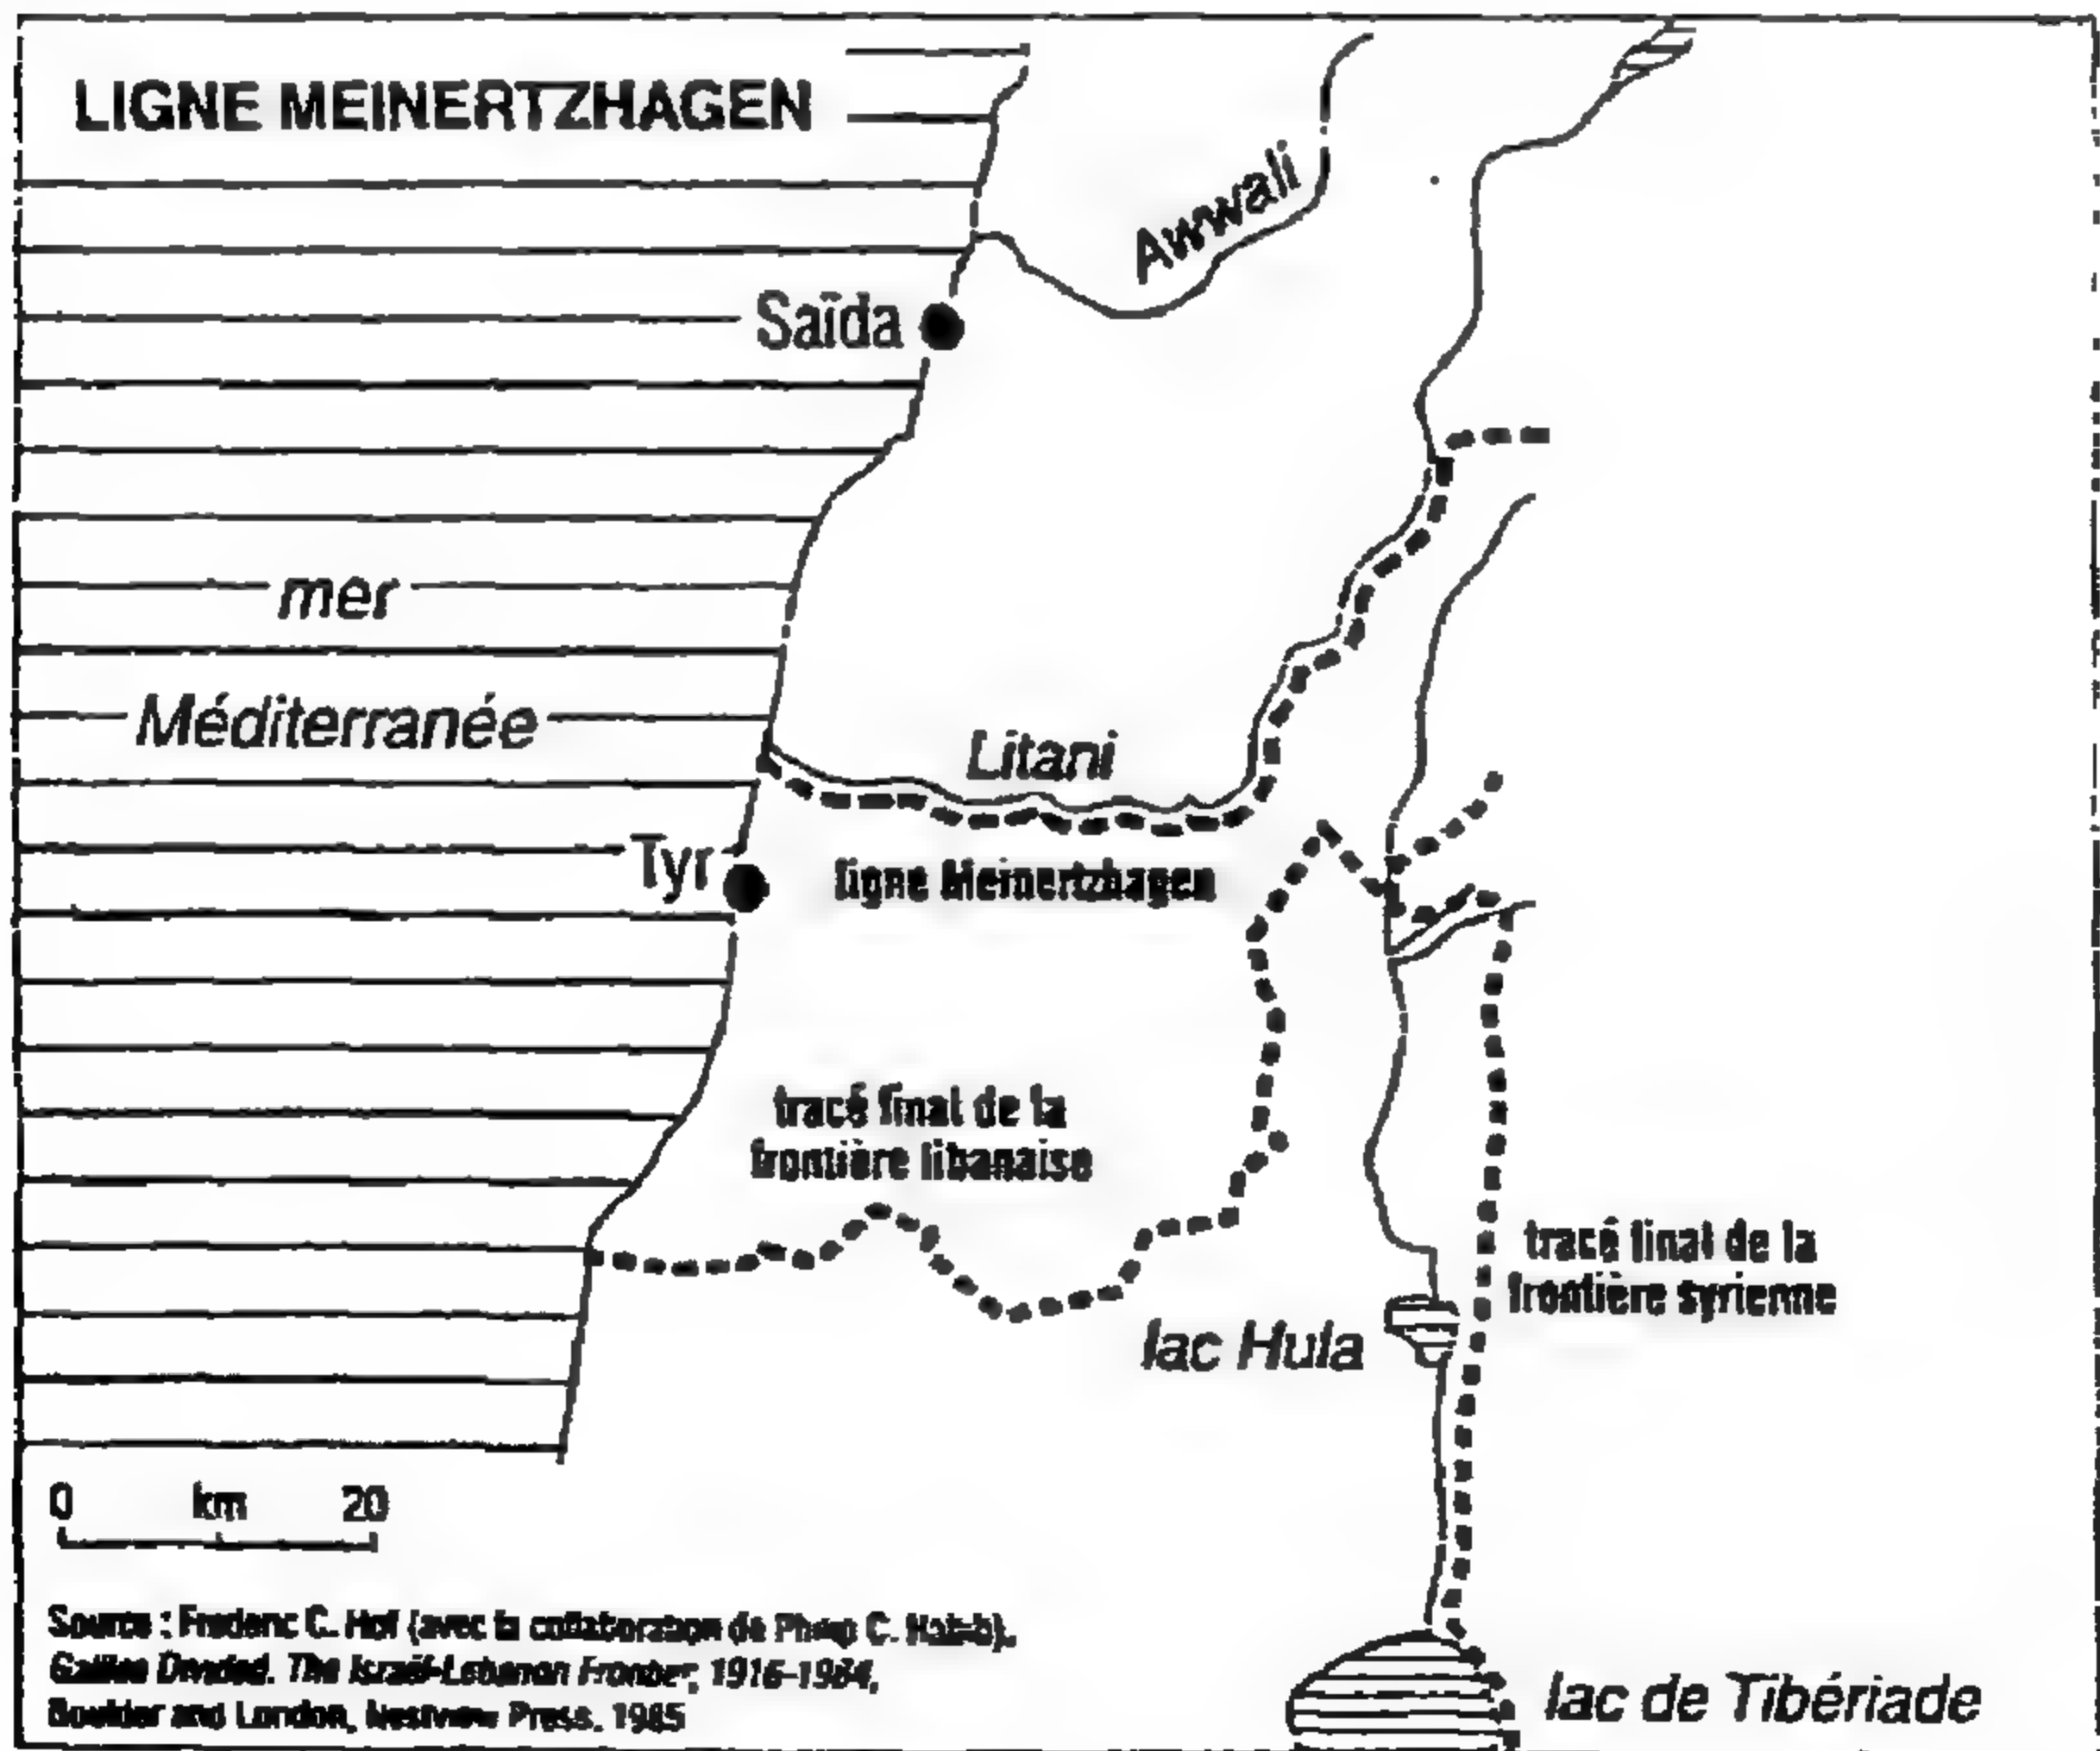 LIGNE MEINERTZHAGEN
Awwali
Saïda
mer
Méditerranée
Litani
Tyr
ligne Meinertzhagen
tracé final de la
frontière libanaise
tracé final de la
frontière syrienne
lac Hula
0 km 20
Source : Frederic C. Hof (avec la collaboration de C.
Galilee Divided. The Israel-Lebanon Frontier, 1916-1984,
Boulder and London, Westview Press, 1985
lac de Tibériade